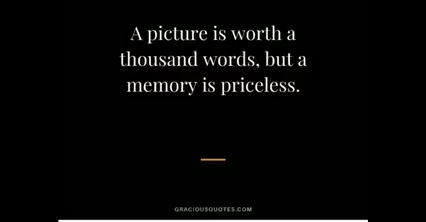 A picture is worth a
thousand words, but a
memory is priceless.
GRACIOUSQUOTES.COM